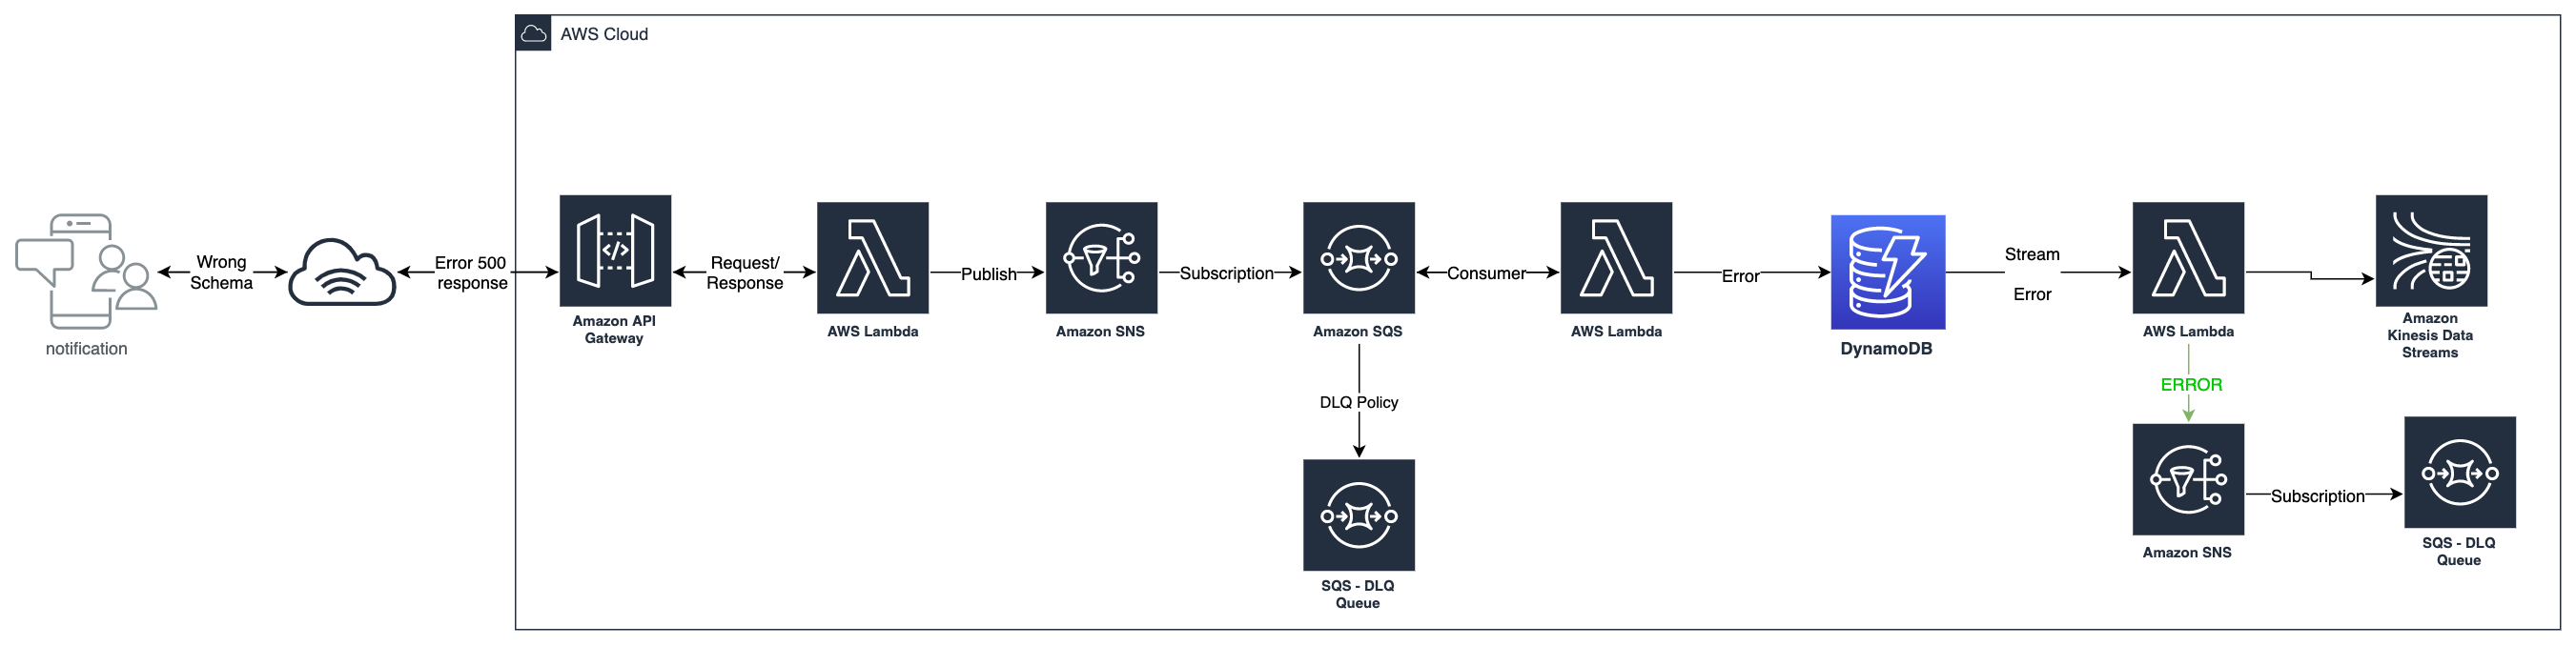 AWS Cloud
Wrong
Schema
Error 500
response
Request/
Response
Publish
Subscription
Consumer
Error
Stream
Error
notification
Amazon API
Gateway
AWS Lambda
Amazon SNS
Amazon SQS
AWS Lambda
DynamoDB
AWS Lambda
Amazon
Kinesis Data
Streams
DLQ Policy
ERROR
SQS - DLQ
Queue
Amazon SNS
Subscription
SQS - DLQ
Queue